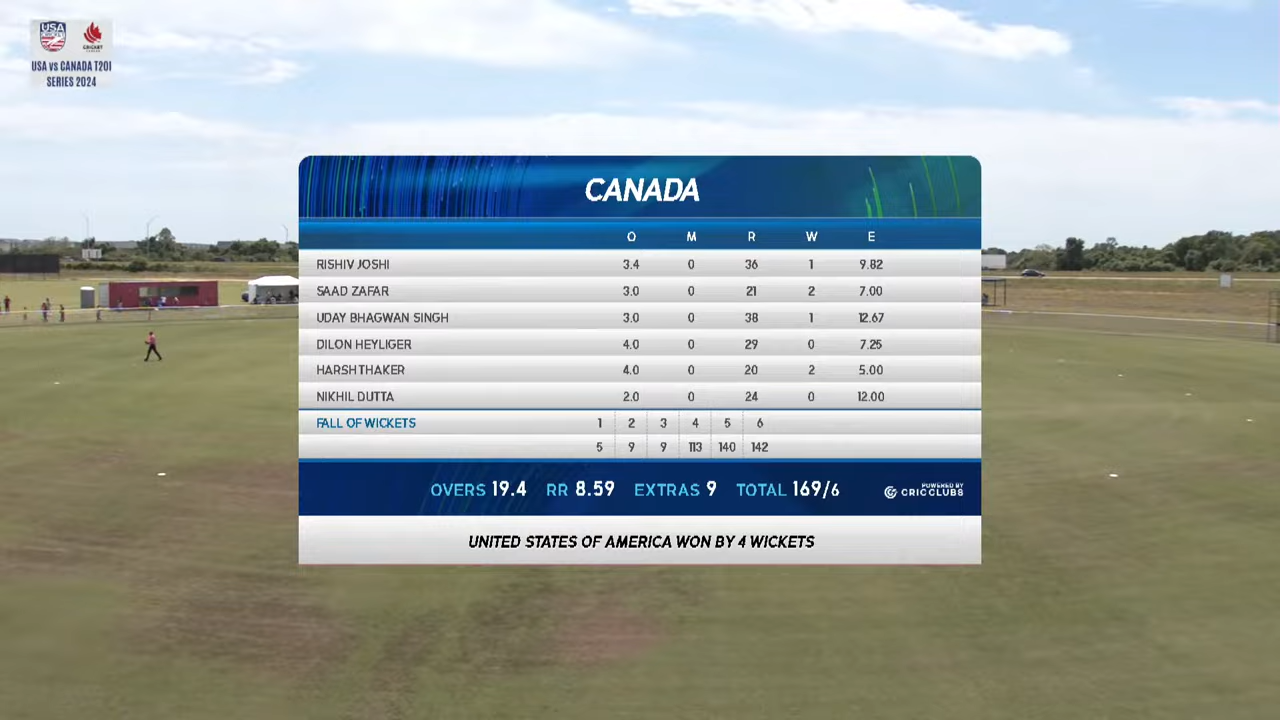 USA
CRICKET
USA vs CANADA T20I
SERIES 2024
CANADA
O M R W E
RISHIV JOSHI 3.4 0 36 1 9.82
SAAD ZAFAR 3.0 0 21 2 7.00
UDAY BHAGWAN SINGH 3.0 0 38 1 12.67
DILON HEYLIGER 4.0 0 29 0 7.25
HARSH THAKER 4.0 0 20 2 5.00
NIKHIL DUTTA 2.0 0 24 0 12.00
FALL OF WICKETS 1 2 3 4 5 6
5 9 9 113 140 142
OVERS 19.4 RR 8.59 EXTRAS 9 TOTAL 169/6
POWERED BY
CRICCLUBS
UNITED STATES OF AMERICA WON BY 4 WICKETS